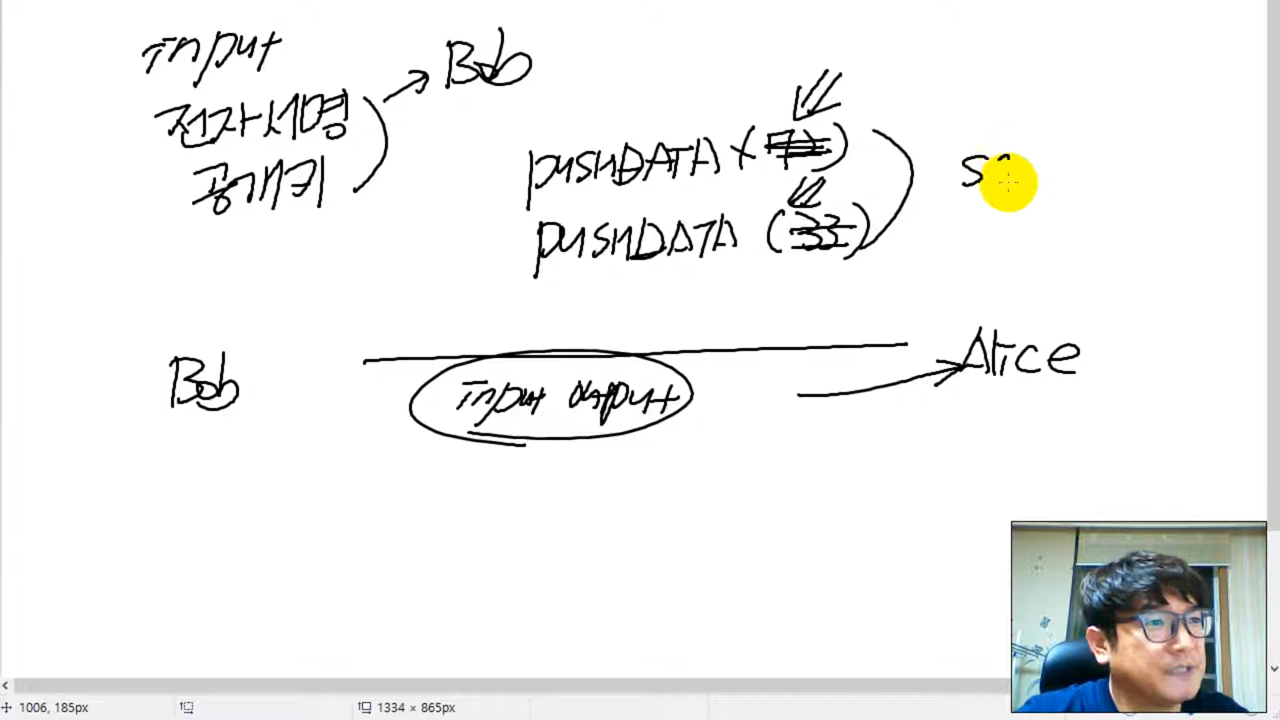 input
전자서명
공개키
Bob
PUSHDATA (72)
PUSHDATA (33)
Bob
input output
Alice
1006, 185px
1334 × 865px